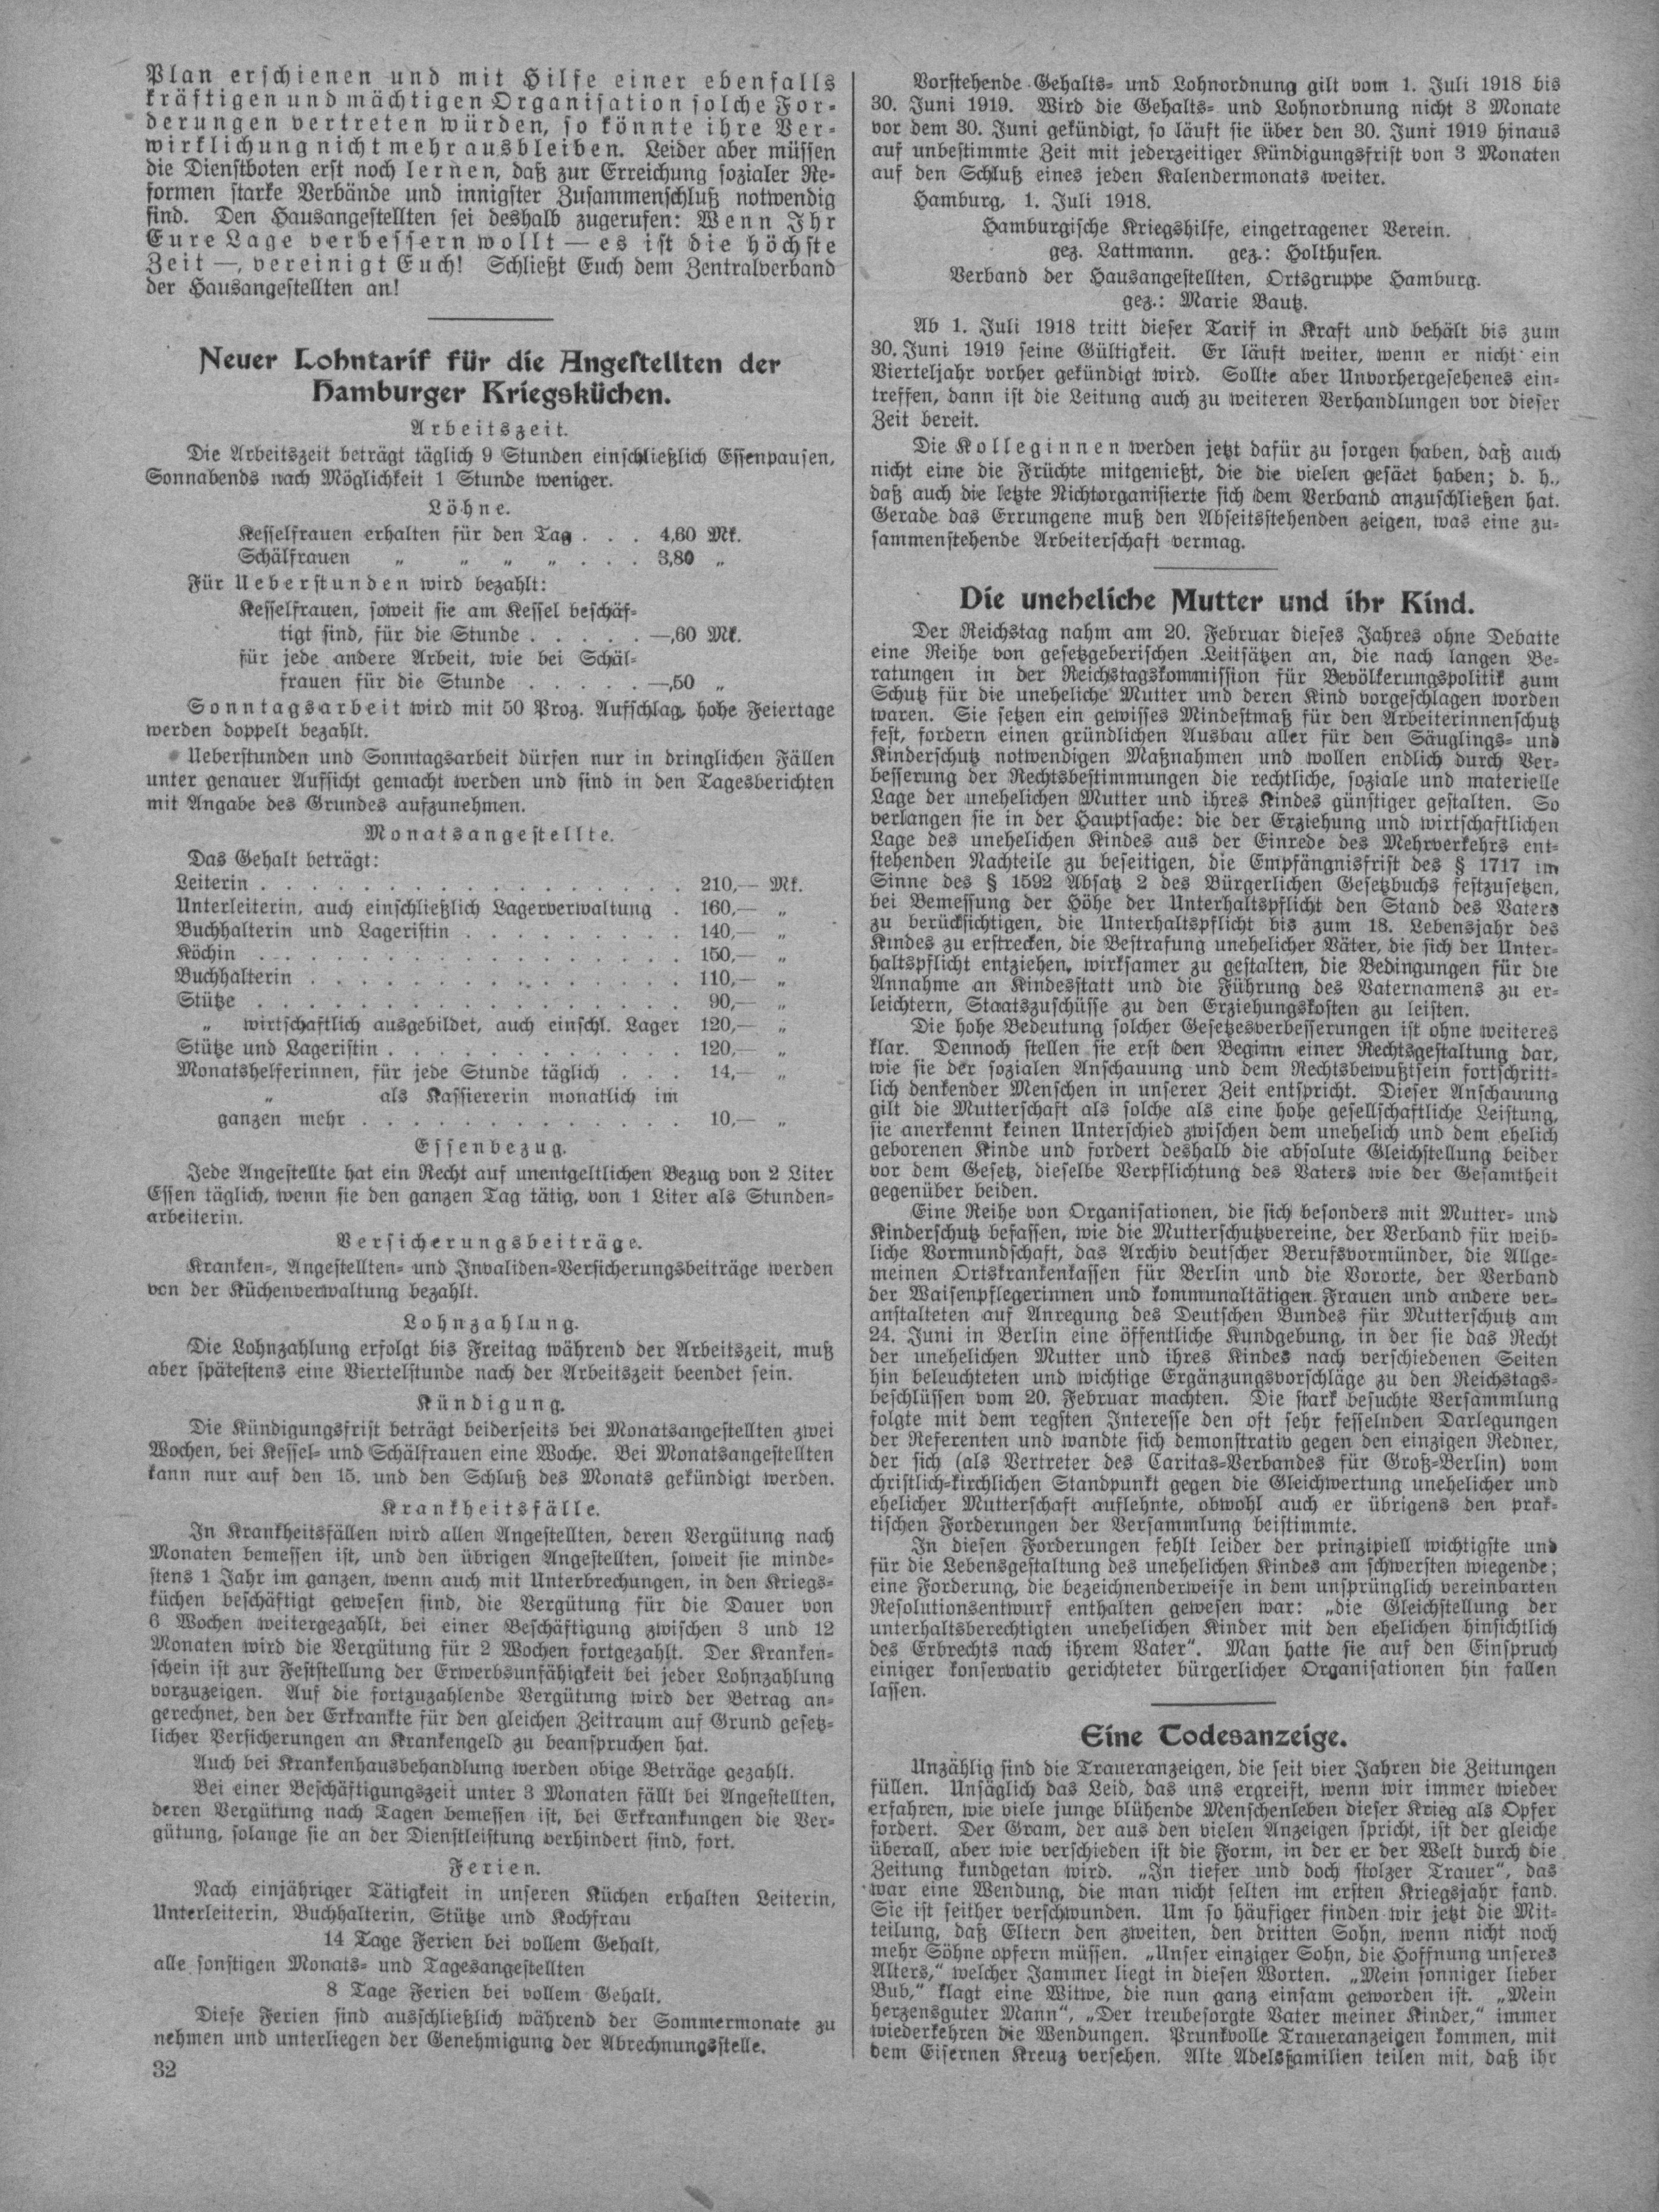 Plan erschienen und mit Hilfe einer ebenfalls
kräftigen und mächtigen Organisation solche For-
derungen vertreten würden, so könnte ihre Ver-
wirklichung nicht mehr ausbleiben. Leider aber müssen
die Dienstboten erst noch lernen, daß zur Erreichung sozialer Re-
formen starke Verbände und innigster Zusammenschluß notwendig
sind. Den Hausangestellten sei deshalb zugerufen: Wenn Ihr
Eure Lage verbessern wollt — es ist die höchste
Zeit —, vereinigt Euch! Schließt Euch dem Zentralverband
der Hausangestellten an!
Neuer Lohntarif für die Angestellten der
Hamburger Kriegsküchen.
Arbeitszeit.
Die Arbeitszeit beträgt täglich 9 Stunden einschließlich Essenpausen,
Sonnabends nach Möglichkeit 1 Stunde weniger.
Löhne.
Kesselfrauen erhalten für den Tag . . . 4,60 Mk.
Schälfrauen „ „ „ „ . . . 3,80 „
Für Ueberstunden wird bezahlt:
Kesselfrauen, soweit sie am Kessel beschäf-
tigt sind, für die Stunde . . . . . —,60 Mk.
für jede andere Arbeit, wie bei Schäl-
frauen für die Stunde . . . . . —,50 „
Sonntagsarbeit wird mit 50 Proz. Aufschlag, hohe Feiertage
werden doppelt bezahlt.
Ueberstunden und Sonntagsarbeit dürfen nur in dringlichen Fällen
unter genauer Aufsicht gemacht werden und sind in den Tagesberichten
mit Angabe des Grundes aufzunehmen.
Monatsangestellte.
Das Gehalt beträgt:
Leiterin . . . . . . . . . . . . . . . . . . 210,— Mk.
Unterleiterin, auch einschließlich Lagerverwaltung . 160,— „
Buchhalterin und Lageristin . . . . . . . . . 140,— „
Köchin . . . . . . . . . . . . . . . . . . 150,— „
Buchhalterin . . . . . . . . . . . . . . . . 110,— „
Stütze . . . . . . . . . . . . . . . . . . 90,— „
„ wirtschaftlich ausgebildet, auch einschl. Lager 120,— „
Stütze und Lageristin . . . . . . . . . . . . 120,— „
Monatshelferinnen, für jede Stunde täglich . . . 14,— „
„ als Kassiererin monatlich im
ganzen mehr . . . . . . . . . . . . . . 10,— „
Essenbezug.
Jede Angestellte hat ein Recht auf unentgeltlichen Bezug von 2 Liter
Essen täglich, wenn sie den ganzen Tag tätig, von 1 Liter als Stunden-
arbeiterin.
Versicherungsbeiträge.
Kranken-, Angestellten- und Invaliden-Versicherungsbeiträge werden
von der Küchenverwaltung bezahlt.
Lohnzahlung.
Die Lohnzahlung erfolgt bis Freitag während der Arbeitszeit, muß
aber spätestens eine Viertelstunde nach der Arbeitszeit beendet sein.
Kündigung.
Die Kündigungsfrist beträgt beiderseits bei Monatsangestellten zwei
Wochen, bei Kessel- und Schälfrauen eine Woche. Bei Monatsangestellten
kann nur auf den 15. und den Schluß des Monats gekündigt werden.
Krankheitsfälle.
In Krankheitsfällen wird allen Angestellten, deren Vergütung nach
Monaten bemessen ist, und den übrigen Angestellten, soweit sie minde-
stens 1 Jahr im ganzen, wenn auch mit Unterbrechungen, in den Kriegs-
küchen beschäftigt gewesen sind, die Vergütung für die Dauer von
6 Wochen weitergezahlt, bei einer Beschäftigung zwischen 3 und 12
Monaten wird die Vergütung für 2 Wochen fortgezahlt. Der Kranken-
schein ist zur Feststellung der Erwerbsunfähigkeit bei jeder Lohnzahlung
vorzuzeigen. Auf die fortzuzahlende Vergütung wird der Betrag an-
gerechnet, den der Erkrankte für den gleichen Zeitraum auf Grund gesetz-
licher Versicherungen an Krankengeld zu beanspruchen hat.
Auch bei Krankenhausbehandlung werden obige Beträge gezahlt.
Bei einer Beschäftigungszeit unter 3 Monaten fällt bei Angestellten,
deren Vergütung nach Tagen bemessen ist, bei Erkrankungen die Ver-
gütung, solange sie an der Dienstleistung verhindert sind, fort.
Ferien.
Nach einjähriger Tätigkeit in unseren Küchen erhalten Leiterin,
Unterleiterin, Buchhalterin, Stütze und Kochfrau
14 Tage Ferien bei vollem Gehalt,
alle sonstigen Monats- und Tagesangestellten
8 Tage Ferien bei vollem Gehalt.
Diese Ferien sind ausschließlich während der Sommermonate zu
nehmen und unterliegen der Genehmigung der Abrechnungsstelle.
32
Vorstehende Gehalts- und Lohnordnung gilt vom 1. Juli 1918 bis
30. Juni 1919. Wird die Gehalts- und Lohnordnung nicht 3 Monate
vor dem 30. Juni gekündigt, so läuft sie über den 30. Juni 1919 hinaus
auf unbestimmte Zeit mit jederzeitiger Kündigungsfrist von 3 Monaten
auf den Schluß eines jeden Kalendermonats weiter.
Hamburg, 1. Juli 1918.
Hamburgische Kriegshilfe, eingetragener Verein.
gez. Lattmann. gez.: Holthusen.
Verband der Hausangestellten, Ortsgruppe Hamburg.
gez.: Marie Bautz.
Ab 1. Juli 1918 tritt dieser Tarif in Kraft und behält bis zum
30. Juni 1919 seine Gültigkeit. Er läuft weiter, wenn er nicht ein
Vierteljahr vorher gekündigt wird. Sollte aber Unvorhergesehenes ein-
treffen, dann ist die Leitung auch zu weiteren Verhandlungen vor dieser
Zeit bereit.
Die Kolleginnen werden jetzt dafür zu sorgen haben, daß auch
nicht eine die Früchte mitgenießt, die die vielen gesäet haben; d. h.,
daß auch die letzte Nichtorganisierte sich dem Verband anzuschließen hat.
Gerade das Errungene muß den Abseitsstehenden zeigen, was eine zu-
sammenstehende Arbeiterschaft vermag.
Die uneheliche Mutter und ihr Kind.
Der Reichstag nahm am 20. Februar dieses Jahres ohne Debatte
eine Reihe von gesetzgeberischen Leitsätzen an, die nach langen Be-
ratungen in der Reichstagskommission für Bevölkerungspolitik zum
Schutz für die uneheliche Mutter und deren Kind vorgeschlagen worden
waren. Sie setzen ein gewisses Mindestmaß für den Arbeiterinnenschutz
fest, fordern einen gründlichen Ausbau aller für den Säuglings- und
Kinderschutz notwendigen Maßnahmen und wollen endlich durch Ver-
besserung der Rechtsbestimmungen die rechtliche, soziale und materielle
Lage der unehelichen Mutter und ihres Kindes günstiger gestalten. So
verlangen sie in der Hauptsache: die der Erziehung und wirtschaftlichen
Lage des unehelichen Kindes aus der Einrede des Mehrverkehrs ent-
stehenden Nachteile zu beseitigen, die Empfängnisfrist des § 1717 im
Sinne des § 1592 Absatz 2 des Bürgerlichen Gesetzbuchs festzusetzen,
bei Bemessung der Höhe der Unterhaltspflicht den Stand des Vaters
zu berücksichtigen, die Unterhaltspflicht bis zum 18. Lebensjahr des
Kindes zu erstrecken, die Bestrafung unehelicher Väter, die sich der Unter-
haltspflicht entziehen, wirksamer zu gestalten, die Bedingungen für die
Annahme an Kindesstatt und die Führung des Vaternamens zu er-
leichtern, Staatszuschüsse zu den Erziehungskosten zu leisten.
Die hohe Bedeutung solcher Gesetzesverbesserungen ist ohne weiteres
klar. Dennoch stellen sie erst den Beginn einer Rechtsgestaltung dar,
wie sie der sozialen Anschauung und dem Rechtsbewußtsein fortschritt-
lich denkender Menschen in unserer Zeit entspricht. Dieser Anschauung
gilt die Mutterschaft als solche als eine hohe gesellschaftliche Leistung,
sie anerkennt keinen Unterschied zwischen dem unehelich und dem ehelich
geborenen Kinde und fordert deshalb die absolute Gleichstellung beider
vor dem Gesetz, dieselbe Verpflichtung des Vaters wie der Gesamtheit
gegenüber beiden.
Eine Reihe von Organisationen, die sich besonders mit Mutter- und
Kinderschutz befassen, wie die Mutterschutzvereine, der Verband für weib-
liche Vormundschaft, das Archiv deutscher Berufsvormünder, die Allge-
meinen Ortskrankenkassen für Berlin und die Vororte, der Verband
der Waisenpflegerinnen und kommunaltätigen Frauen und andere ver-
anstalteten auf Anregung des Deutschen Bundes für Mutterschutz am
24. Juni in Berlin eine öffentliche Kundgebung, in der sie das Recht
der unehelichen Mutter und ihres Kindes nach verschiedenen Seiten
hin beleuchteten und wichtige Ergänzungsvorschläge zu den Reichstags-
beschlüssen vom 20. Februar machten. Die stark besuchte Versammlung
folgte mit dem regsten Interesse den oft sehr fesselnden Darlegungen
der Referenten und wandte sich demonstrativ gegen den einzigen Redner,
der sich (als Vertreter des Caritas-Verbandes für Groß-Berlin) vom
christlich-kirchlichen Standpunkt gegen die Gleichwertung unehelicher und
ehelicher Mutterschaft auflehnte, obwohl auch er übrigens den prak-
tischen Forderungen der Versammlung beistimmte.
In diesen Forderungen fehlt leider der prinzipiell wichtigste und
für die Lebensgestaltung des unehelichen Kindes am schwersten wiegende;
eine Forderung, die bezeichnenderweise in dem unsprünglich vereinbarten
Resolutionsentwurf enthalten gewesen war: „die Gleichstellung der
unterhaltsberechtigten unehelichen Kinder mit den ehelichen hinsichtlich
des Erbrechts nach ihrem Vater“. Man hatte sie auf den Einspruch
einiger konservativ gerichteter bürgerlicher Organisationen hin fallen
lassen.
Eine Todesanzeige.
Unzählig sind die Traueranzeigen, die seit vier Jahren die Zeitungen
füllen. Unsäglich das Leid, das uns ergreift, wenn wir immer wieder
erfahren, wie viele junge blühende Menschenleben dieser Krieg als Opfer
fordert. Der Gram, der aus den vielen Anzeigen spricht, ist der gleiche
überall, aber wie verschieden ist die Form, in der er der Welt durch die
Zeitung kundgetan wird. „In tiefer und doch stolzer Trauer“, das
war eine Wendung, die man nicht selten im ersten Kriegsjahr fand.
Sie ist seither verschwunden. Um so häufiger finden wir jetzt die Mit-
teilung, daß Eltern den zweiten, den dritten Sohn, wenn nicht noch
mehr Söhne opfern müssen. „Unser einziger Sohn, die Hoffnung unseres
Alters,“ welcher Jammer liegt in diesen Worten. „Mein sonniger lieber
Bub,“ klagt eine Witwe, die nun ganz einsam geworden ist. „Mein
herzensguter Mann“, „Der treubesorgte Vater meiner Kinder,“ immer
wiederkehren die Wendungen. Prunkvolle Traueranzeigen kommen, mit
dem Eisernen Kreuz versehen. Alte Adelsfamilien teilen mit, daß ihr